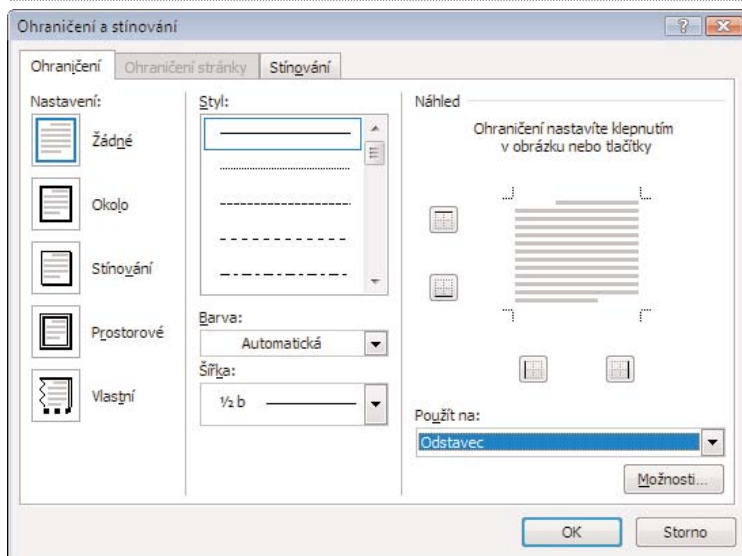 Ohraničení a stínování
Ohraničení
Ohraničení stránky
Stínování
Nastavení:
Žádné
Okolo
Stínování
Prostorové
Vlastní
Styl:
Barva:
Automatická
Šířka:
½ b
Náhled
Ohraničení nastavíte klepnutím
v obrázku nebo tlačítky
Použít na:
Odstavec
Možnosti...
OK
Storno